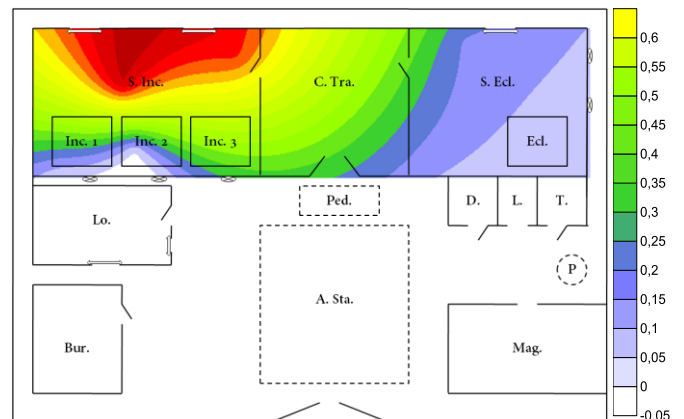 S. Inc.
C. Tra.
S. Ecl.
Inc. 1
Inc. 2
Inc. 3
Ecl.
Lo.
Ped.
D.
L.
T.
P
A. Sta.
Bur.
Mag.
0,6
0,55
0,5
0,45
0,4
0,35
0,3
0,25
0,2
0,15
0,1
0,05
0
-0.05